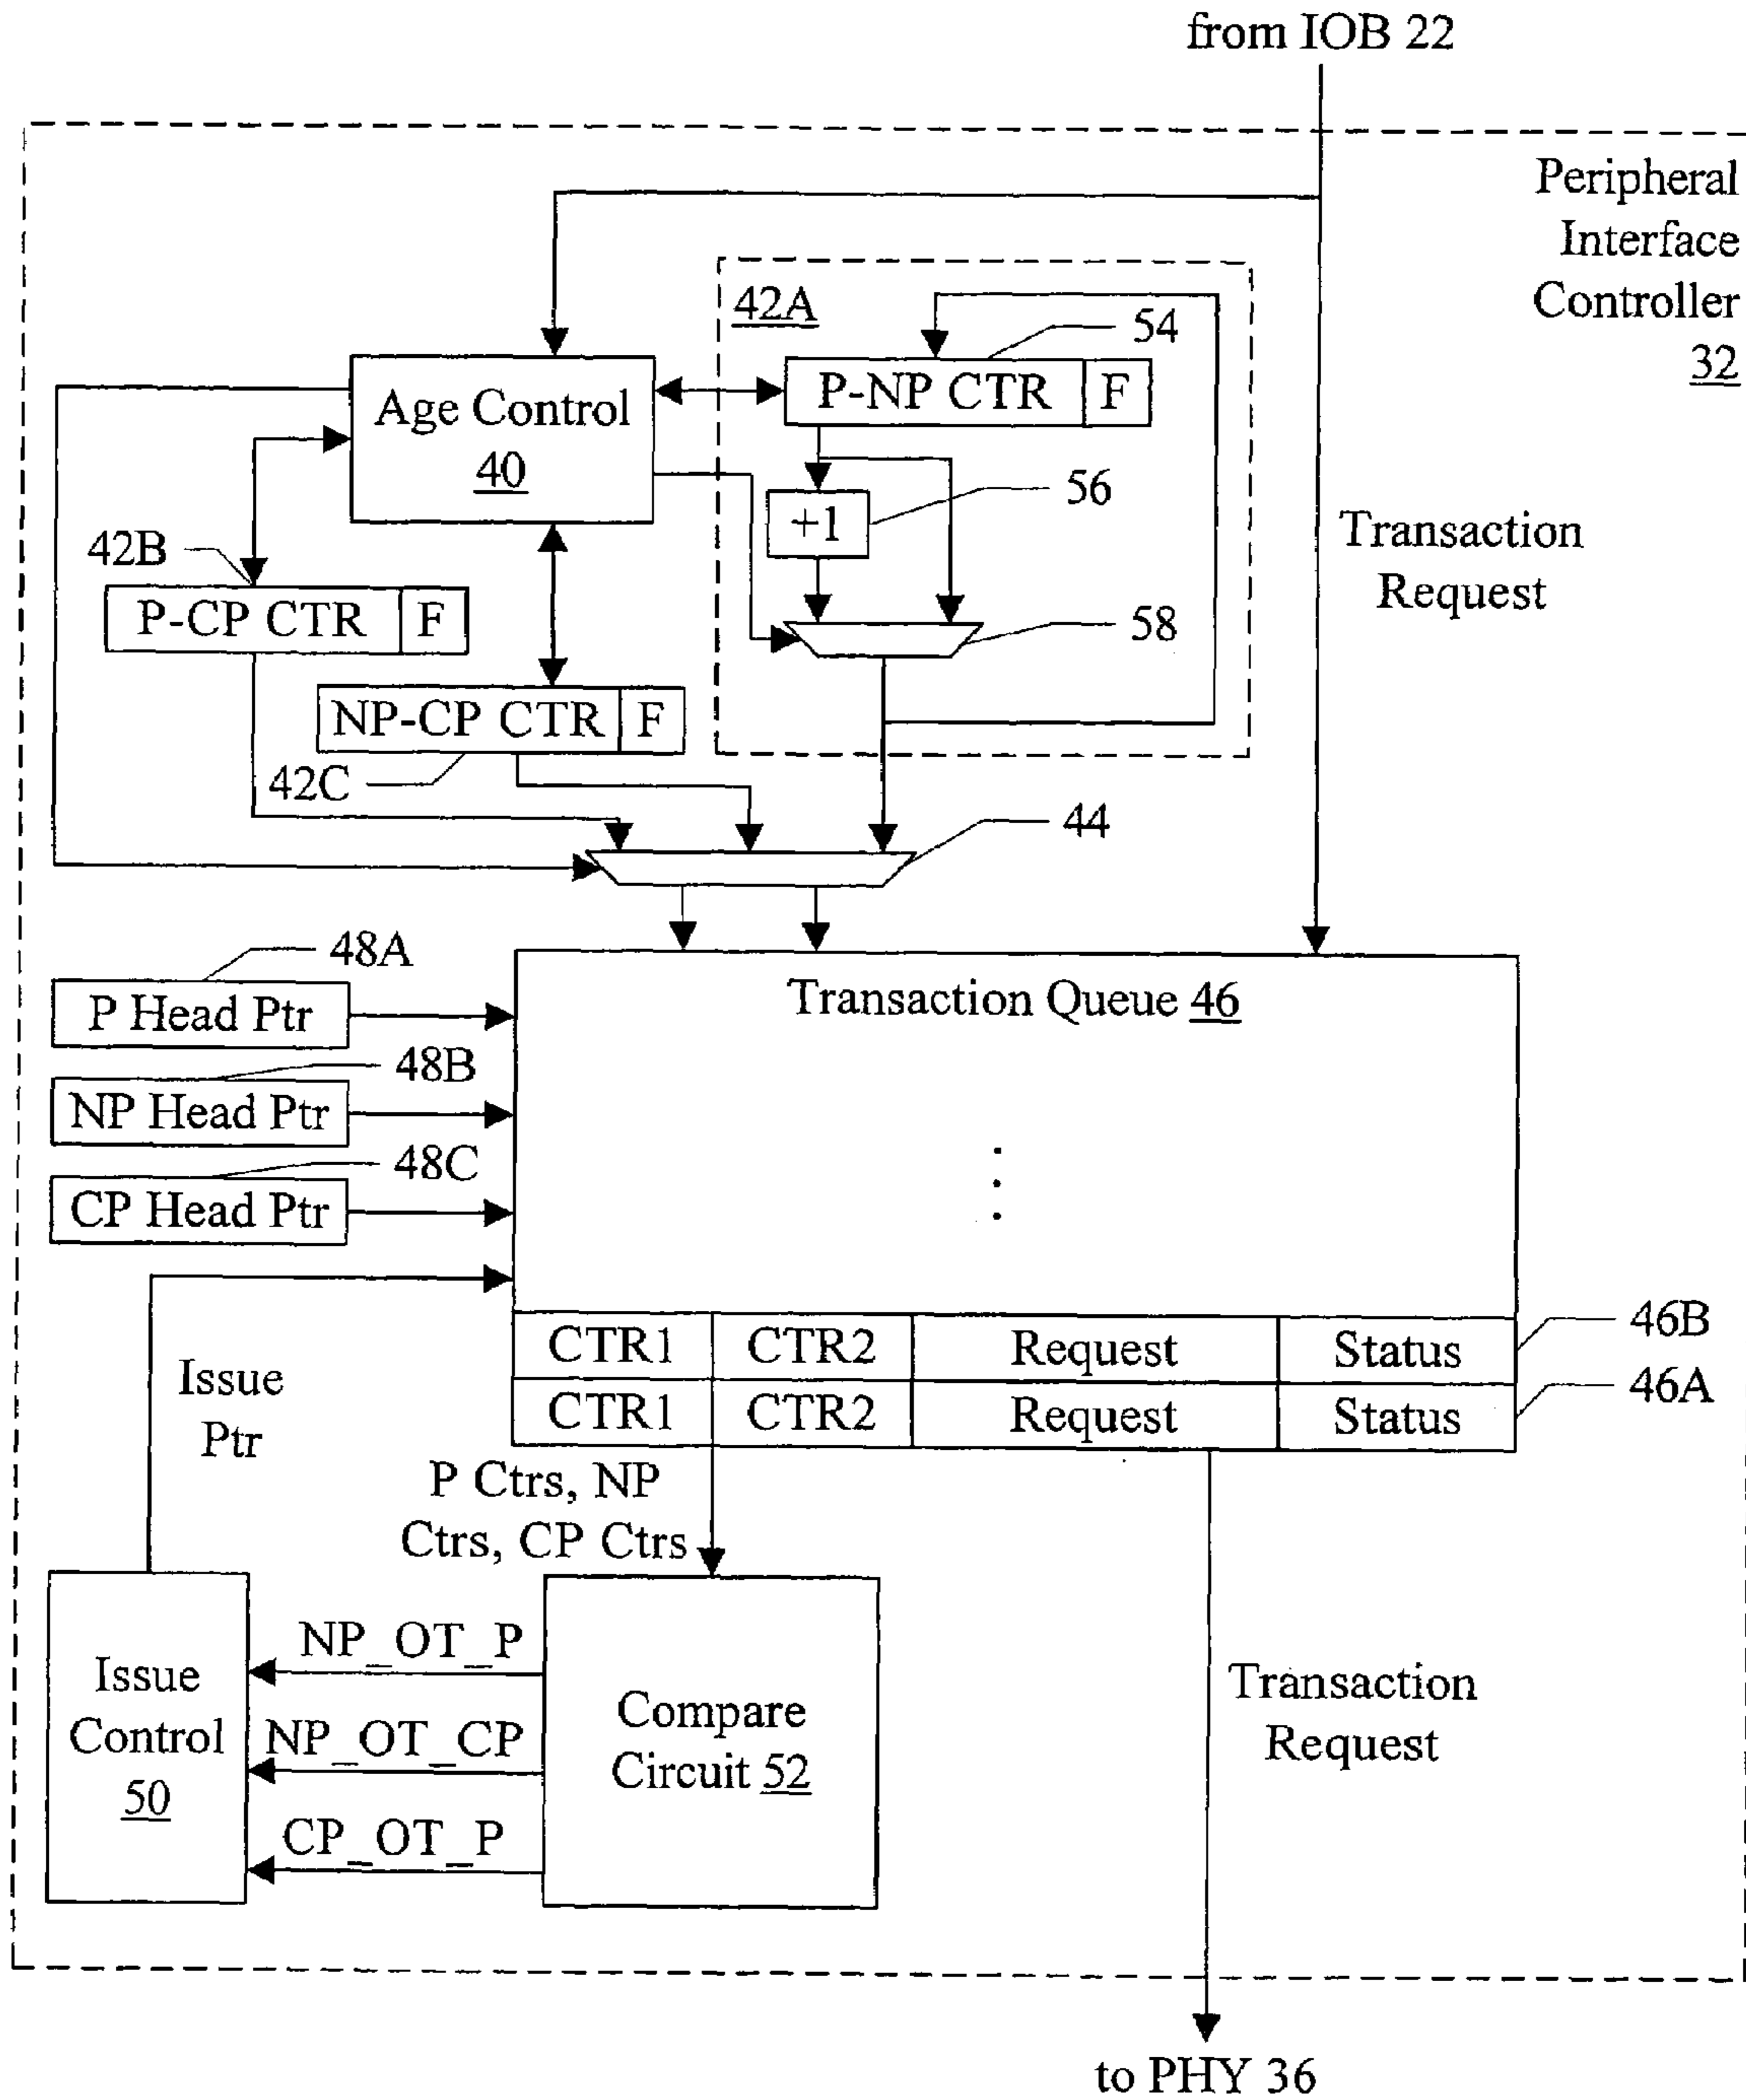 from IOB 22
Peripheral
Interface
Controller
32
42A
54
P-NP CTR F
Age Control
40
56
+1
Transaction
Request
42B
P-CP CTR F
58
NP-CP CTR F
42C
44
48A
P Head Ptr
Transaction Queue 46
48B
NP Head Ptr
48C
CP Head Ptr
CTR1 CTR2 Request Status 46B
CTR1 CTR2 Request Status 46A
Issue
Ptr
P Ctrs, NP
Ctrs, CP Ctrs
NP_OT_P
NP_OT_CP
CP_OT_P
Issue
Control
50
Compare
Circuit 52
Transaction
Request
to PHY 36